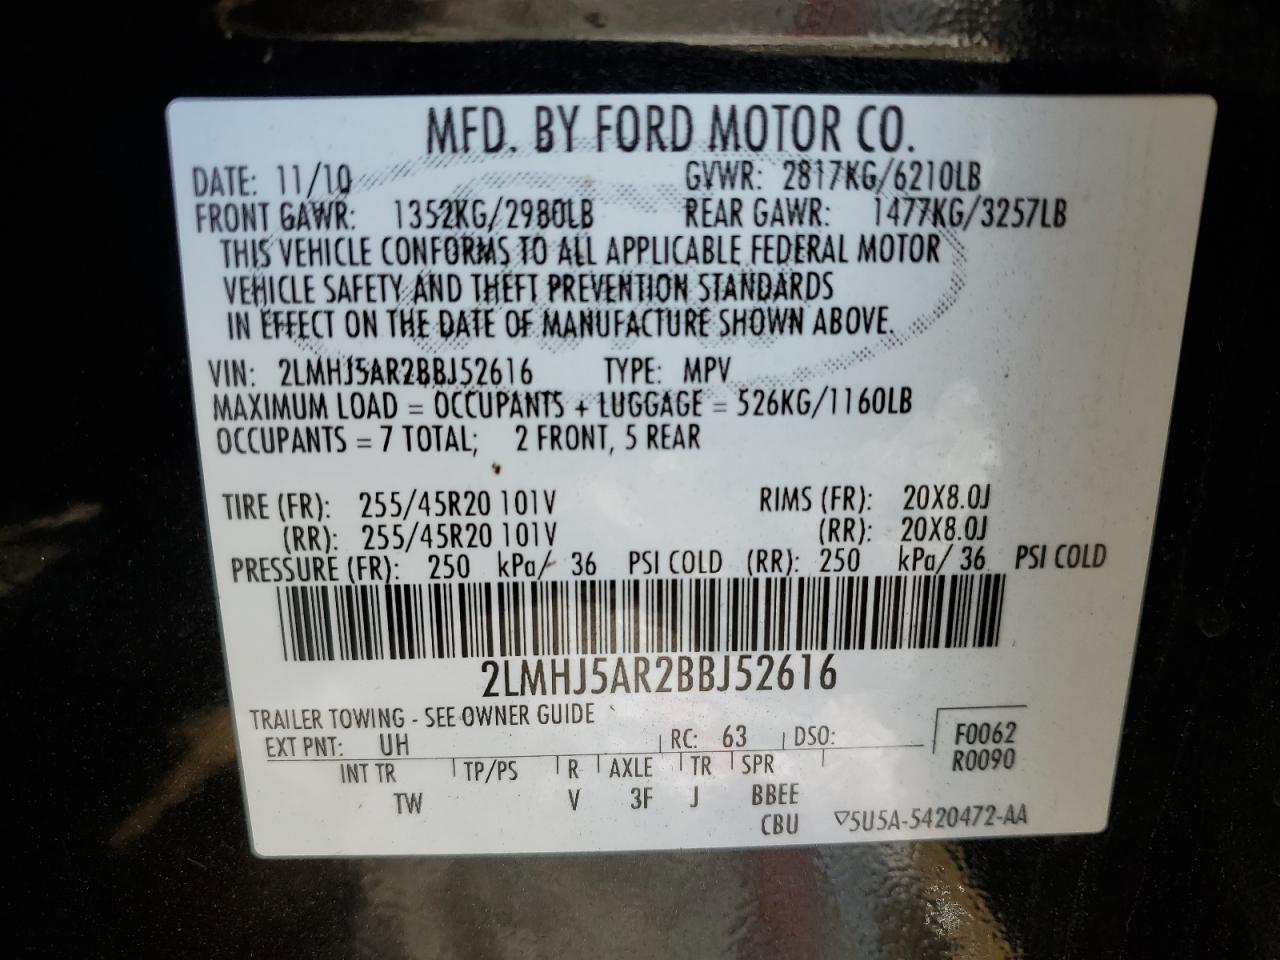 MFD. BY FORD MOTOR CO.
DATE: 11/10 GVWR: 2817KG/6210LB
FRONT GAWR: 1352KG/2980LB REAR GAWR: 1477KG/3257LB
THIS VEHICLE CONFORMS TO ALL APPLICABLE FEDERAL MOTOR
VEHICLE SAFETY AND THEFT PREVENTION STANDARDS
IN EFFECT ON THE DATE OF MANUFACTURE SHOWN ABOVE.
VIN: 2LMHJ5AR2BBJ52616 TYPE: MPV
MAXIMUM LOAD = OCCUPANTS + LUGGAGE = 526KG/1160LB
OCCUPANTS = 7 TOTAL; 2 FRONT, 5 REAR
TIRE (FR): 255/45R20 101V RIMS (FR): 20X8.0J
(RR): 255/45R20 101V (RR): 20X8.0J
PRESSURE (FR): 250 kPa/ 36 PSI COLD (RR): 250 kPa/ 36 PSI COLD
2LMHJ5AR2BBJ52616
TRAILER TOWING - SEE OWNER GUIDE
EXT PNT: UH RC: 63 DSO: F0062
INT TR TP/PS R AXLE TR SPR R0090
TW V 3F J BBEE
CBU ▽5U5A-5420472-AA